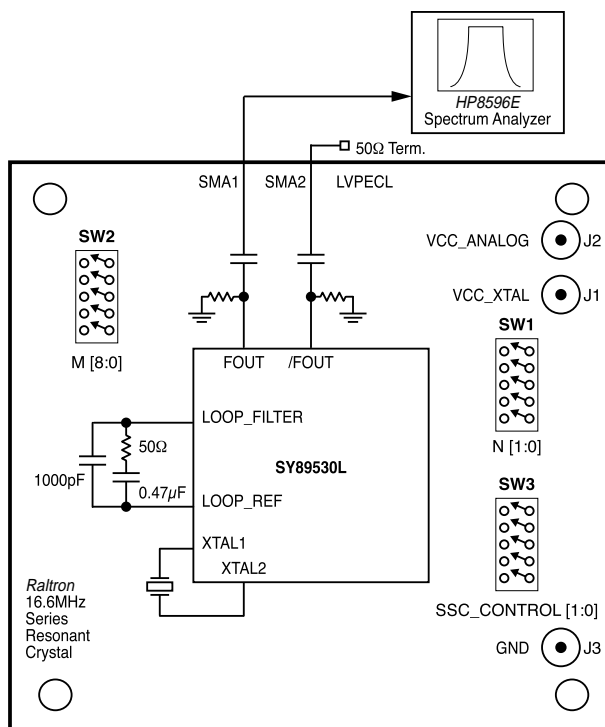 HP8596E
Spectrum Analyzer
50Ω Term.
SMA1 SMA2 LVPECL
SW2
M [8:0]
VCC_ANALOG J2
VCC_XTAL J1
SW1
N [1:0]
FOUT /FOUT
LOOP_FILTER
50Ω
1000pF
0.47µF
SY89530L
LOOP_REF
XTAL1
XTAL2
SW3
SSC_CONTROL [1:0]
Raltron
16.6MHz
Series
Resonant
Crystal
GND J3